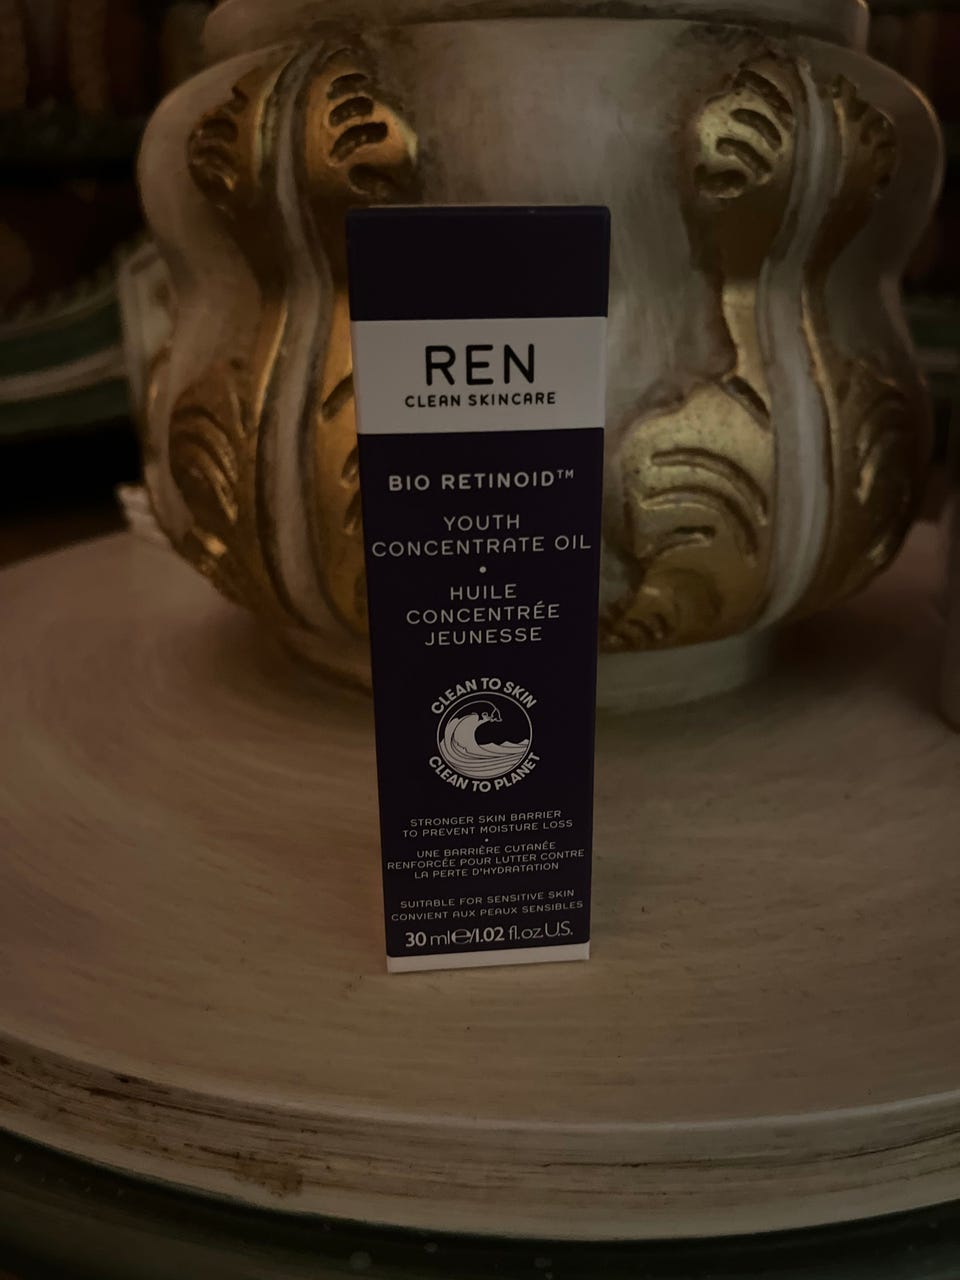 REN
CLEAN SKINCARE
BIO RETINOID™
YOUTH
CONCENTRATE OIL
•
HUILE
CONCENTRÉE
JEUNESSE
CLEAN TO SKIN
CLEAN TO PLANET
STRONGER SKIN BARRIER
TO PREVENT MOISTURE LOSS
•
UNE BARRIÈRE CUTANÉE
RENFORCÉE POUR LUTTER CONTRE
LA PERTE D'HYDRATATION
SUITABLE FOR SENSITIVE SKIN
CONVIENT AUX PEAUX SENSIBLES
30 ml℮/1.02 fl.oz.U.S.